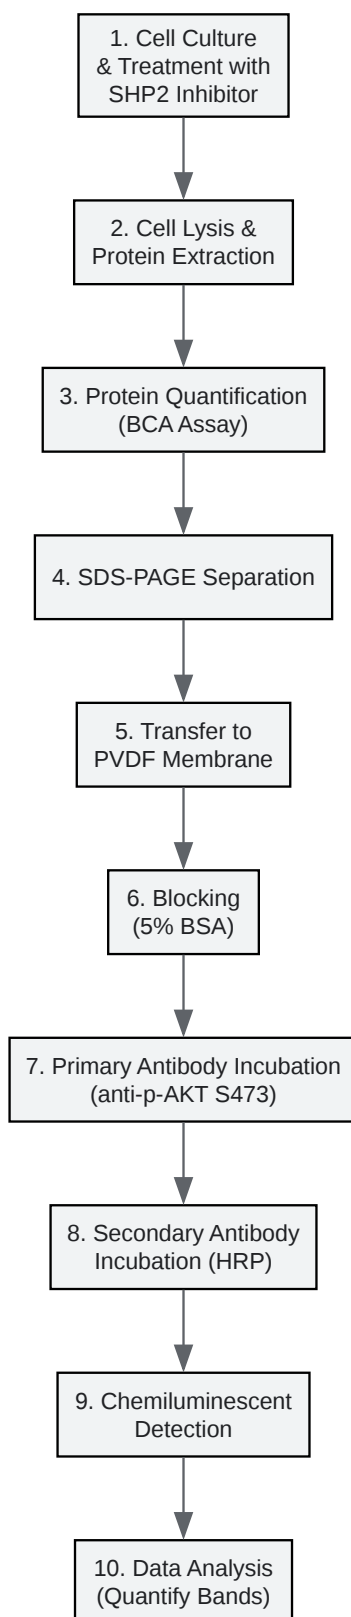 1. Cell Culture
& Treatment with
SHP2 Inhibitor
2. Cell Lysis &
Protein Extraction
3. Protein Quantification
(BCA Assay)
4. SDS-PAGE Separation
5. Transfer to
PVDF Membrane
6. Blocking
(5% BSA)
7. Primary Antibody Incubation
(anti-p-AKT S473)
8. Secondary Antibody
Incubation (HRP)
9. Chemiluminescent
Detection
10. Data Analysis
(Quantify Bands)